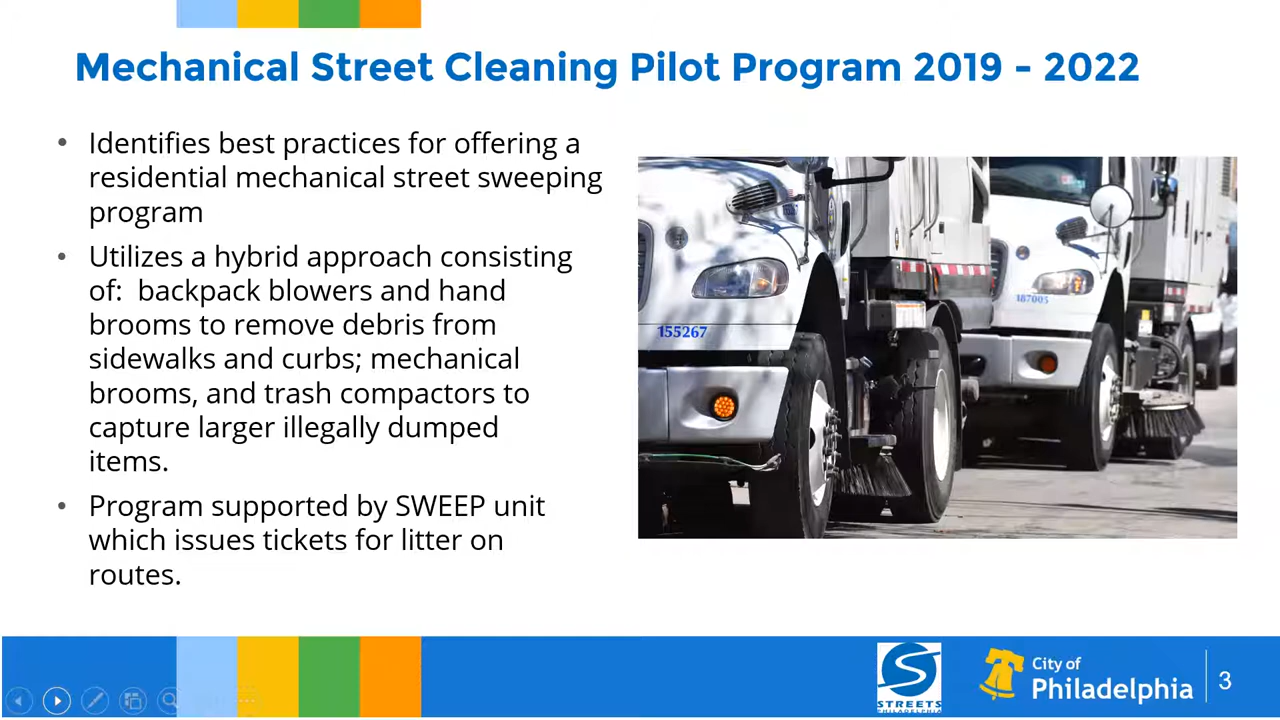 Mechanical Street Cleaning Pilot Program 2019 - 2022
• Identifies best practices for offering a
residential mechanical street sweeping
program
• Utilizes a hybrid approach consisting
of:  backpack blowers and hand
brooms to remove debris from
sidewalks and curbs; mechanical
brooms, and trash compactors to
capture larger illegally dumped
items.
• Program supported by SWEEP unit
which issues tickets for litter on
routes.
155267
187005
STREETS
PHILADELPHIA
City of
Philadelphia
3